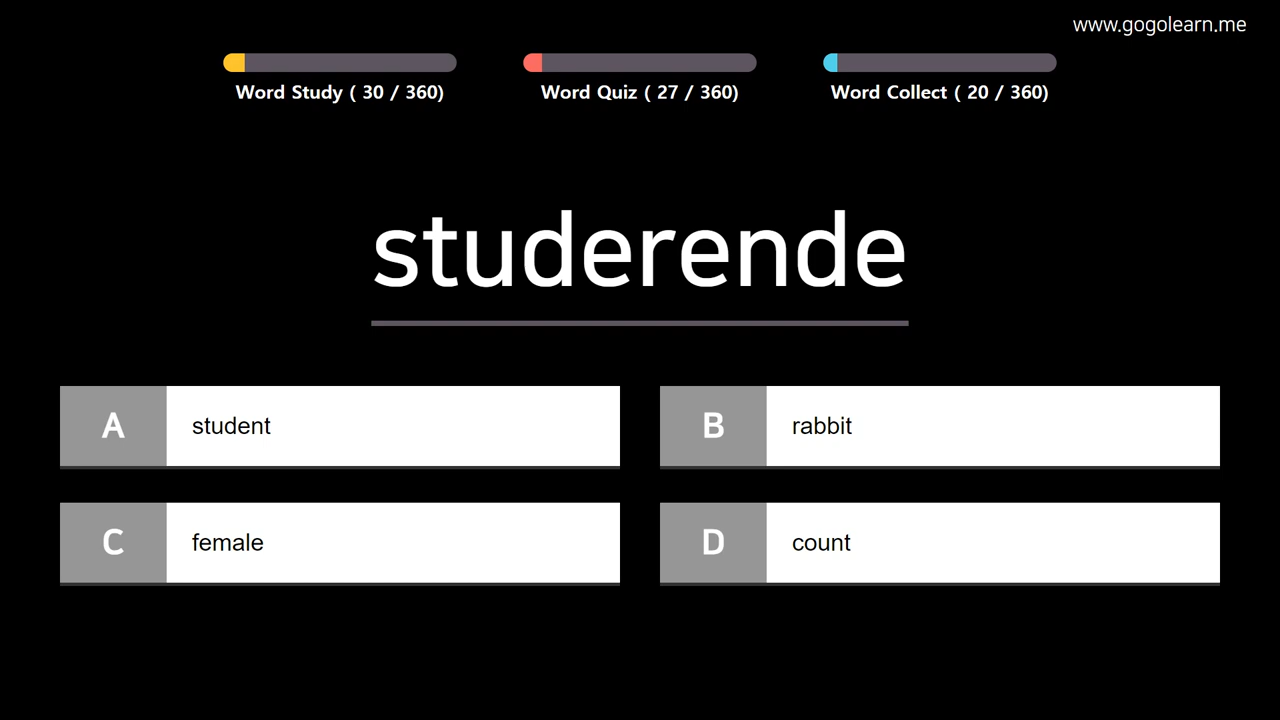 www.gogolearn.me
Word Study ( 30 / 360)
Word Quiz ( 27 / 360)
Word Collect ( 20 / 360)
studerende
A student
B rabbit
C female
D count